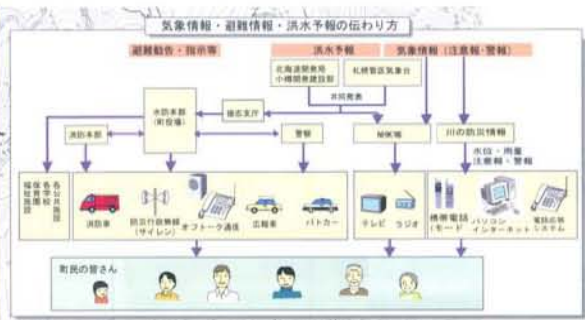 気象情報・避難情報・洪水予報の伝わり方
避難勧告・指示等
洪水予報
気象情報（注意報・警報）
北海道開発局
小樽開発建設部
札幌管区気象台
共同発表
水防本部
（町役場）
後志支庁
消防本部
警察
NHK等
川の防災情報
水位・雨量
注意報・警報
各公共施設
各学校
保育園
福祉施設
消防車
防災行政無線
（サイレン）
オフトーク通信
広報車
パトカー
テレビ
ラジオ
携帯電話
iモード
パソコン
インターネット
電話応答
システム
町民の皆さん